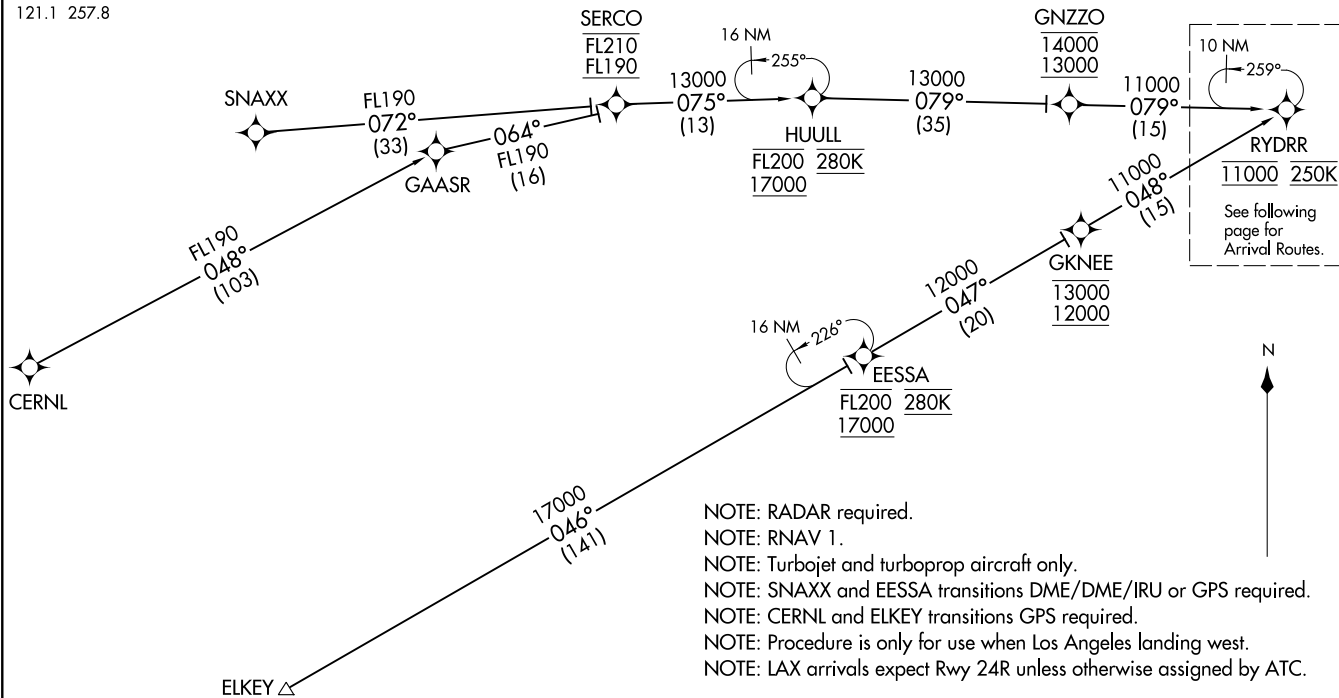 121.1 257.8
SERCO
FL210
FL190
16 NM
255°
GNZZO
14000
13000
10 NM
259°
SNAXX
FL190
072°
(33)
064°
FL190
(16)
GAASR
13000
075°
(13)
HUULL
FL200 280K
17000
13000
079°
(35)
11000
079°
(15)
RYDRR
11000 250K
See following
page for
Arrival Routes.
FL190
048°
(103)
CERNL
11000
048°
(15)
GKNEE
13000
12000
12000
047°
(20)
16 NM
226°
EESSA
FL200 280K
17000
N
17000
046°
(141)
ELKEY
NOTE: RADAR required.
NOTE: RNAV 1.
NOTE: Turbojet and turboprop aircraft only.
NOTE: SNAXX and EESSA transitions DME/DME/IRU or GPS required.
NOTE: CERNL and ELKEY transitions GPS required.
NOTE: Procedure is only for use when Los Angeles landing west.
NOTE: LAX arrivals expect Rwy 24R unless otherwise assigned by ATC.